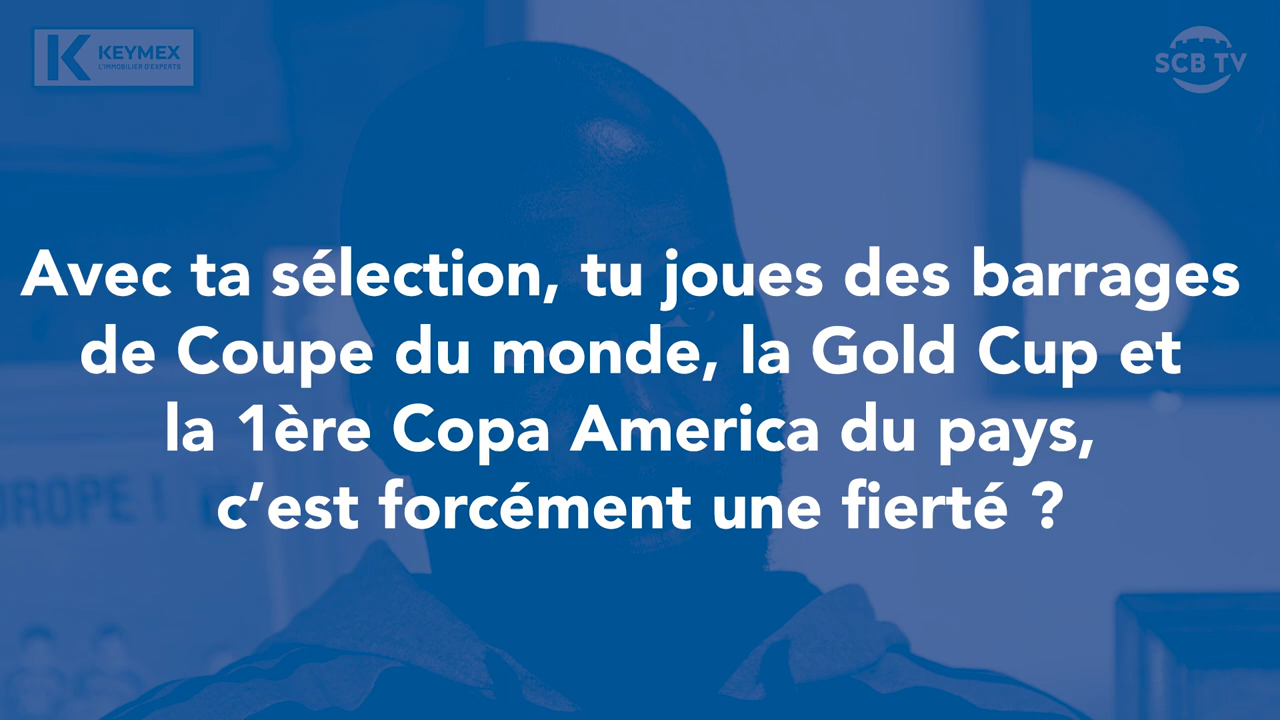 KEYMEX
L'IMMOBILIER D'EXPERTS
SCB TV
Avec ta sélection, tu joues des barrages
de Coupe du monde, la Gold Cup et
la 1ère Copa America du pays,
c’est forcément une fierté ?